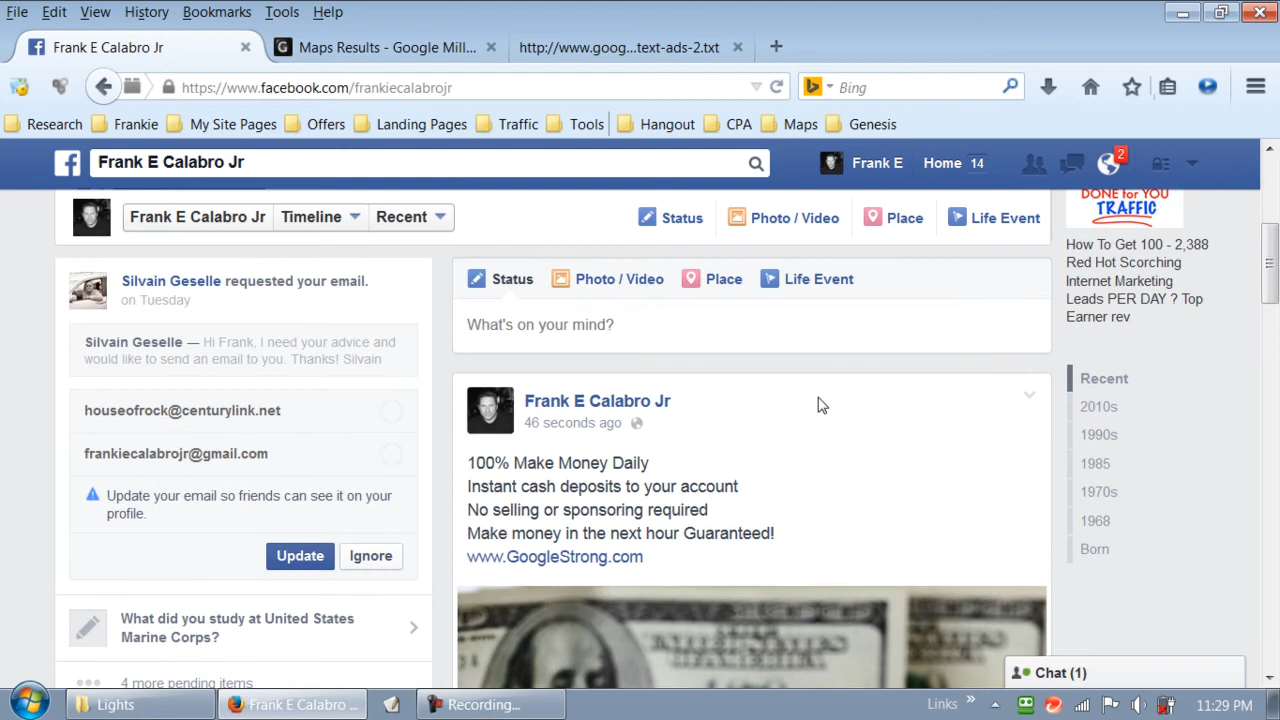 File Edit View History Bookmarks Tools Help
Frank E Calabro Jr
Maps Results - Google Mill...
http://www.goog...text-ads-2.txt
https://www.facebook.com/frankiecalabrojr
Bing
Research Frankie My Site Pages Offers Landing Pages Traffic Tools Hangout CPA Maps Genesis
Frank E Calabro Jr
Frank E Home 14
2
Frank E Calabro Jr Timeline Recent
Status Photo / Video Place Life Event
DONE for YOU
TRAFFIC
How To Get 100 - 2,388
Red Hot Scorching
Internet Marketing
Leads PER DAY ? Top
Earner rev
Silvain Geselle requested your email.
on Tuesday
Silvain Geselle — Hi Frank, I need your advice and
would like to send an email to you. Thanks! Silvain
houseofrock@centurylink.net
frankiecalabrojr@gmail.com
Update your email so friends can see it on your
profile.
Update Ignore
What did you study at United States
Marine Corps?
4 more pending items
Status Photo / Video Place Life Event
What's on your mind?
Frank E Calabro Jr
46 seconds ago
100% Make Money Daily
Instant cash deposits to your account
No selling or sponsoring required
Make money in the next hour Guaranteed!
www.GoogleStrong.com
Recent
2010s
1990s
1985
1970s
1968
Born
Chat (1)
Lights
Frank E Calabro ...
Recording...
Links
11:29 PM